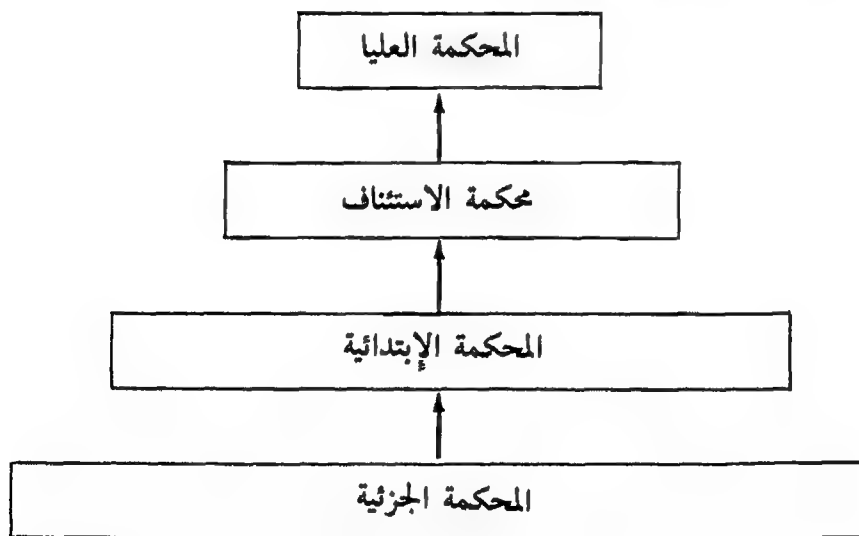 المحكمة العليا
محكمة الاستئناف
المحكمة الإبتدائية
المحكمة الجزئية